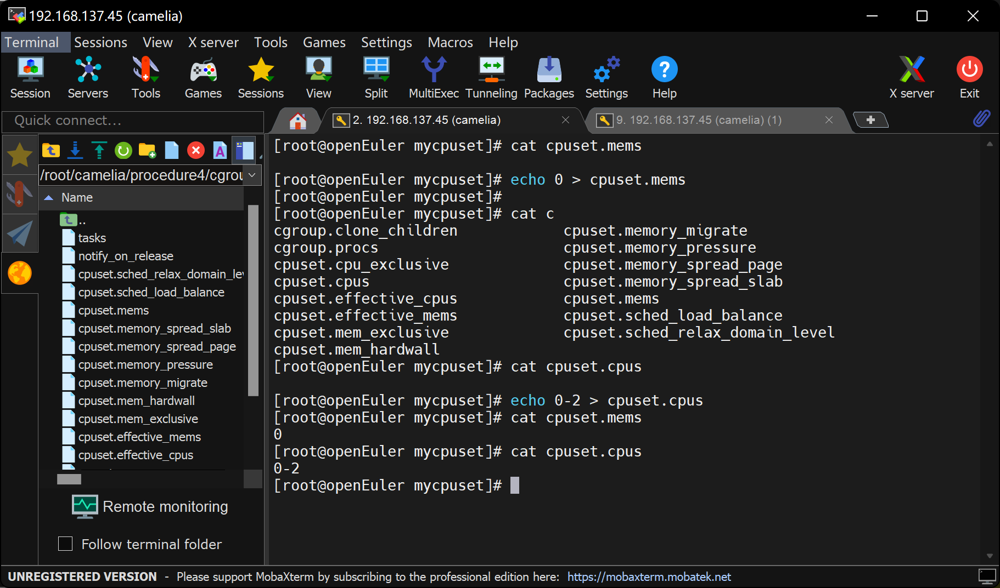 192.168.137.45 (camelia)
Terminal Sessions View X server Tools Games Settings Macros Help
Session Servers Tools Games Sessions View Split MultiExec Tunneling Packages Settings Help X server Exit
Quick connect...
2. 192.168.137.45 (camelia)
9. 192.168.137.45 (camelia) (1)
/root/camelia/procedure4/cgrou
Name
..
tasks
notify_on_release
cpuset.sched_relax_domain_lev
cpuset.sched_load_balance
cpuset.mems
cpuset.memory_spread_slab
cpuset.memory_spread_page
cpuset.memory_pressure
cpuset.memory_migrate
cpuset.mem_hardwall
cpuset.mem_exclusive
cpuset.effective_mems
cpuset.effective_cpus
Remote monitoring
Follow terminal folder
[root@openEuler mycpuset]# cat cpuset.mems
[root@openEuler mycpuset]# echo 0 > cpuset.mems
[root@openEuler mycpuset]#
[root@openEuler mycpuset]# cat c
cgroup.clone_children cpuset.memory_migrate
cgroup.procs cpuset.memory_pressure
cpuset.cpu_exclusive cpuset.memory_spread_page
cpuset.cpus cpuset.memory_spread_slab
cpuset.effective_cpus cpuset.mems
cpuset.effective_mems cpuset.sched_load_balance
cpuset.mem_exclusive cpuset.sched_relax_domain_level
cpuset.mem_hardwall
[root@openEuler mycpuset]# cat cpuset.cpus
[root@openEuler mycpuset]# echo 0-2 > cpuset.cpus
[root@openEuler mycpuset]# cat cpuset.mems
0
[root@openEuler mycpuset]# cat cpuset.cpus
0-2
[root@openEuler mycpuset]#
UNREGISTERED VERSION - Please support MobaXterm by subscribing to the professional edition here: https://mobaxterm.mobatek.net